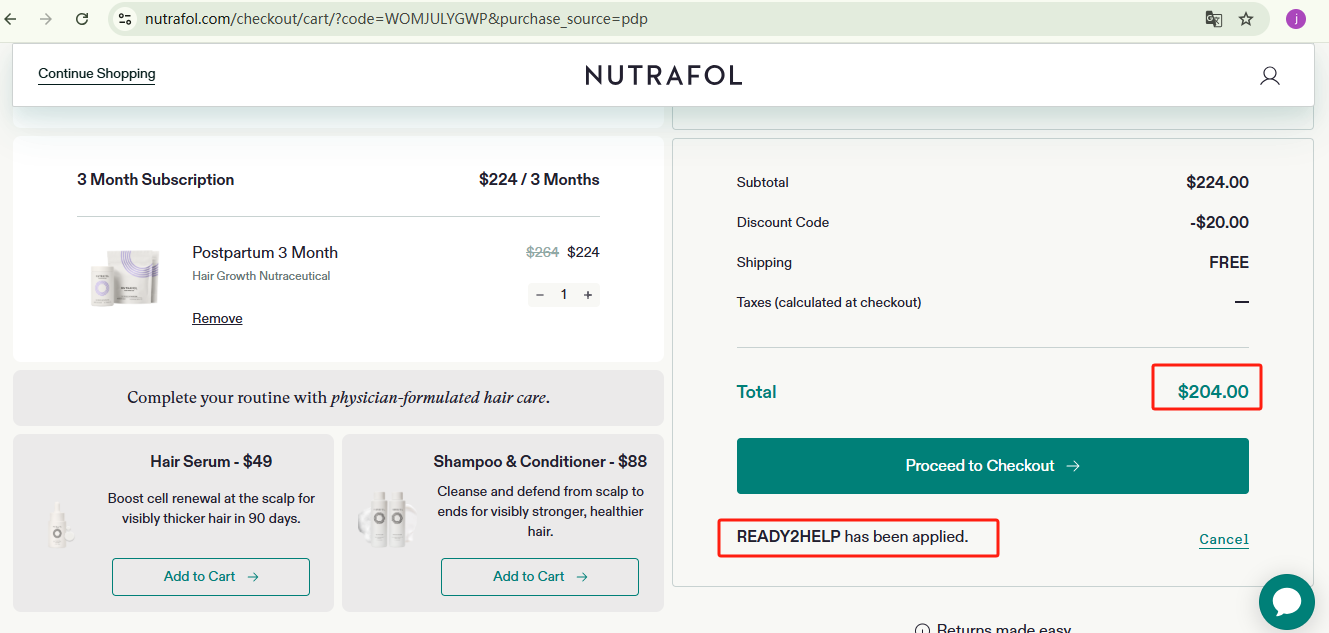 nutrafol.com/checkout/cart/?code=WOMJULYGWP&purchase_source=pdp
j
Continue Shopping
NUTRAFOL
3 Month Subscription
$224 / 3 Months
Postpartum 3 Month
$264 $224
Hair Growth Nutraceutical
− 1 +
Remove
Complete your routine with physician-formulated hair care.
Hair Serum - $49
Boost cell renewal at the scalp for
visibly thicker hair in 90 days.
Add to Cart →
Shampoo & Conditioner - $88
Cleanse and defend from scalp to
ends for visibly stronger, healthier
hair.
Add to Cart →
Subtotal
$224.00
Discount Code
-$20.00
Shipping
FREE
Taxes (calculated at checkout)
—
Total
$204.00
Proceed to Checkout →
READY2HELP has been applied.
Cancel
Returns made easy